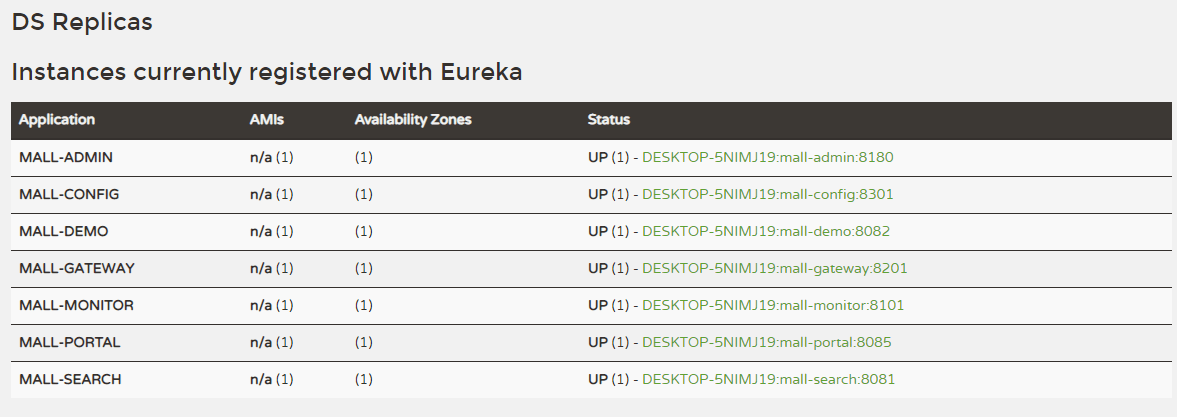 DS Replicas
Instances currently registered with Eureka
Application AMIs Availability Zones Status
MALL-ADMIN n/a (1) (1) UP (1) - DESKTOP-5NIMJ19:mall-admin:8180
MALL-CONFIG n/a (1) (1) UP (1) - DESKTOP-5NIMJ19:mall-config:8301
MALL-DEMO n/a (1) (1) UP (1) - DESKTOP-5NIMJ19:mall-demo:8082
MALL-GATEWAY n/a (1) (1) UP (1) - DESKTOP-5NIMJ19:mall-gateway:8201
MALL-MONITOR n/a (1) (1) UP (1) - DESKTOP-5NIMJ19:mall-monitor:8101
MALL-PORTAL n/a (1) (1) UP (1) - DESKTOP-5NIMJ19:mall-portal:8085
MALL-SEARCH n/a (1) (1) UP (1) - DESKTOP-5NIMJ19:mall-search:8081